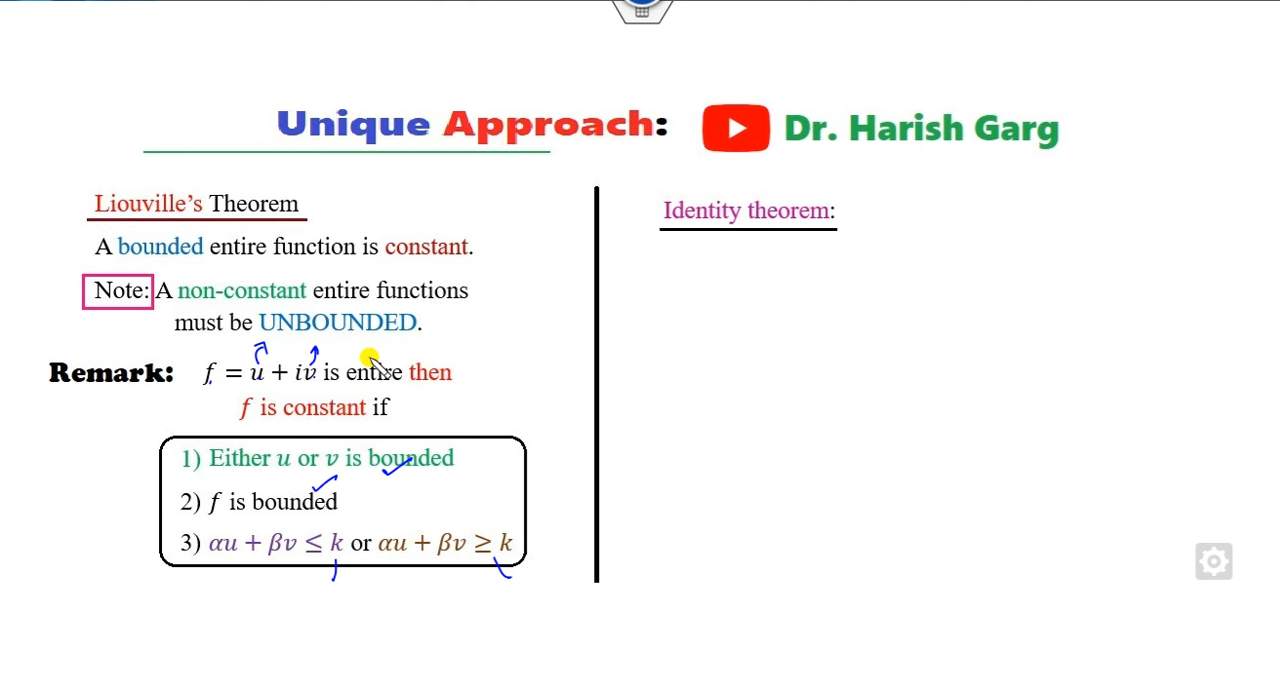 Unique Approach: Dr. Harish Garg
Liouville's Theorem
A bounded entire function is constant.
Note: A non-constant entire functions
must be UNBOUNDED.
Remark: f = u + iv is entire then
f is constant if
1) Either u or v is bounded
2) f is bounded
3) αu + βv ≤ k or αu + βv ≥ k
Identity theorem: